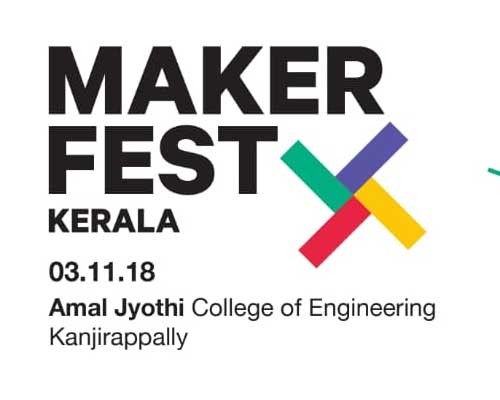 MAKER
FEST
KERALA
03.11.18
Amal Jyothi College of Engineering
Kanjirappally